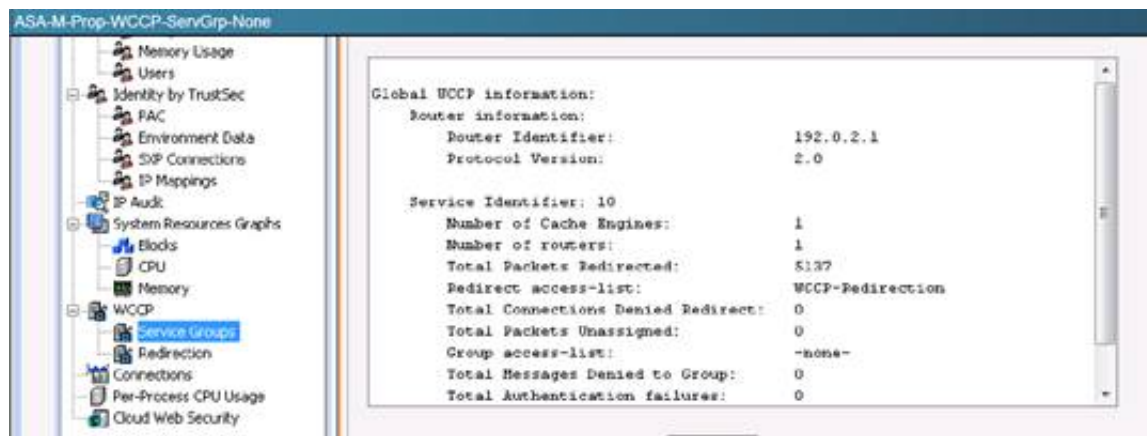 ASA-M-Prop-WCCP-ServGrp-None
Memory Usage
Users
Identity by TrustSec
PAC
Environment Data
SXP Connections
IP Mappings
IP Audit
System Resources Graphs
Blocks
CPU
Memory
WCCP
Service Groups
Redirection
Connections
Per-Process CPU Usage
Cloud Web Security
Global WCCP information:
Router information:
Router Identifier: 192.0.2.1
Protocol Version: 2.0
Service Identifier: 10
Number of Cache Engines: 1
Number of routers: 1
Total Packets Redirected: 5137
Redirect access-list: WCCP-Redirection
Total Connections Denied Redirect: 0
Total Packets Unassigned: 0
Group access-list: -none-
Total Messages Denied to Group: 0
Total Authentication failures: 0